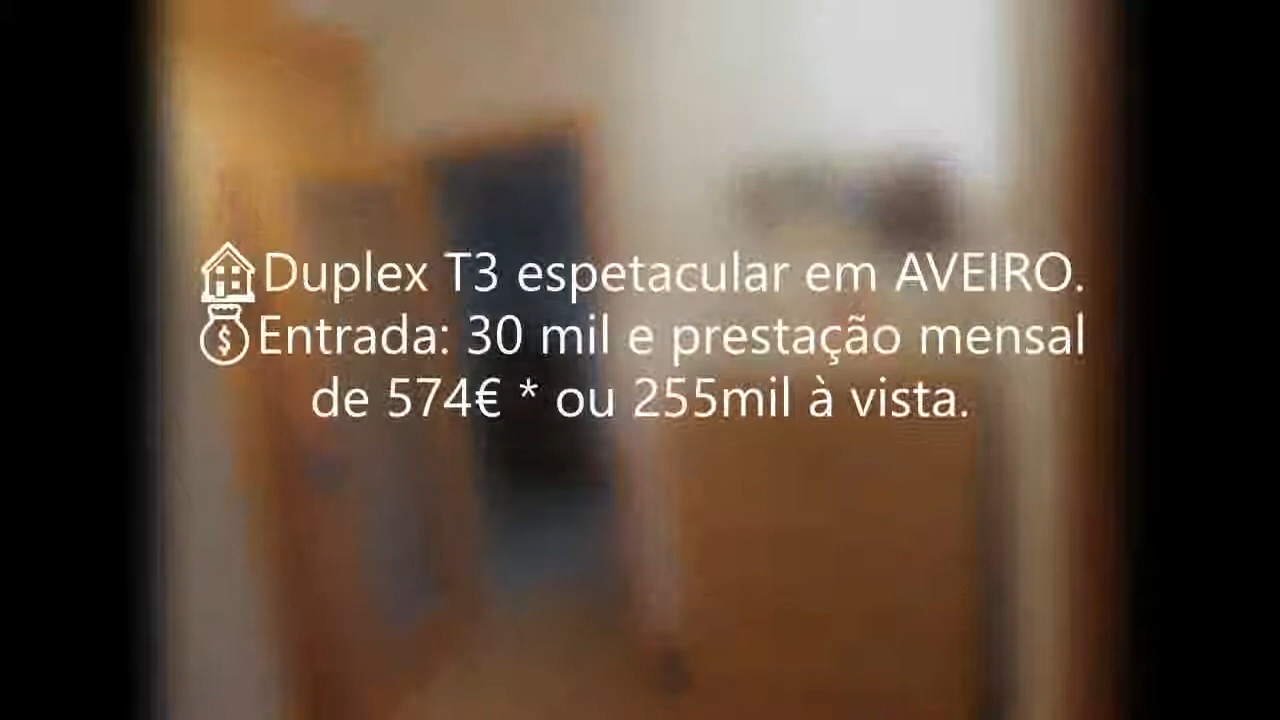 Duplex T3 espetacular em AVEIRO.
Entrada: 30 mil e prestação mensal
de 574€ * ou 255mil à vista.